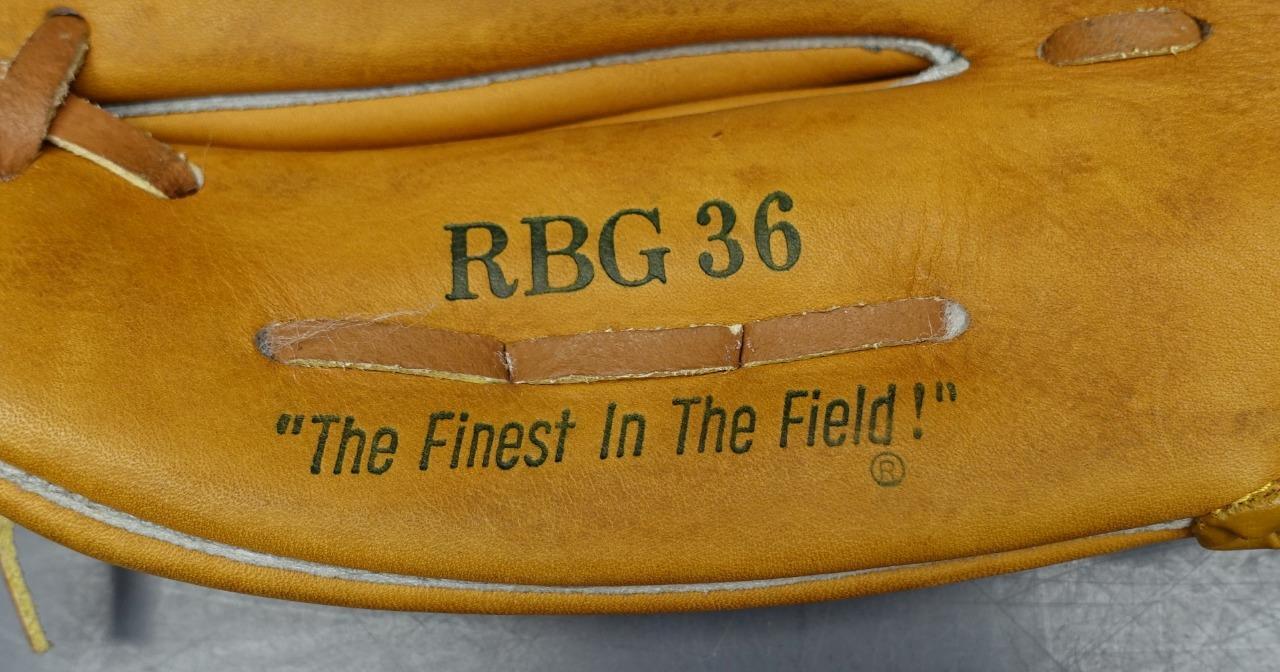 RBG 36
"The Finest In The Field!"
®